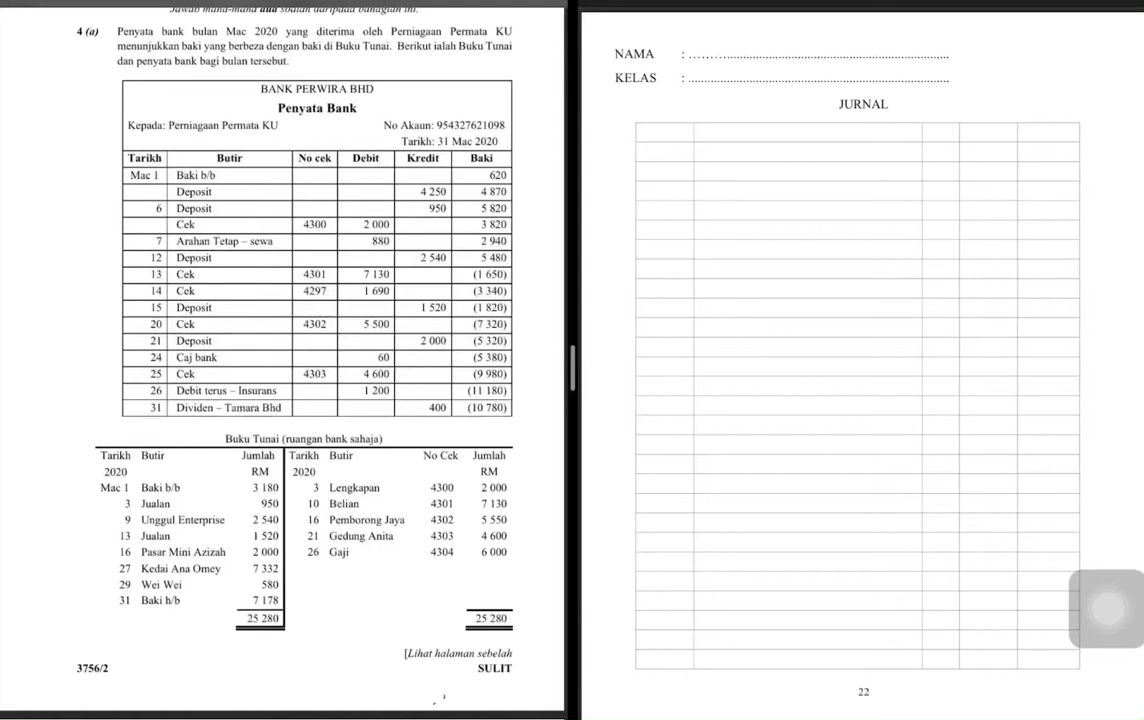 Jawab mana-mana dua soalan daripada bahagian ini.
4 (a) Penyata bank bulan Mac 2020 yang diterima oleh Perniagaan Permata KU
menunjukkan baki yang berbeza dengan baki di Buku Tunai. Berikut ialah Buku Tunai
dan penyata bank bagi bulan tersebut.
BANK PERWIRA BHD
Penyata Bank
Kepada: Perniagaan Permata KU No Akaun: 954327621098
Tarikh: 31 Mac 2020
Tarikh Butir No cek Debit Kredit Baki
Mac 1 Baki b/b 620
Deposit 4 250 4 870
6 Deposit 950 5 820
Cek 4300 2 000 3 820
7 Arahan Tetap – sewa 880 2 940
12 Deposit 2 540 5 480
13 Cek 4301 7 130 (1 650)
14 Cek 4297 1 690 (3 340)
15 Deposit 1 520 (1 820)
20 Cek 4302 5 500 (7 320)
21 Deposit 2 000 (5 320)
24 Caj bank 60 (5 380)
25 Cek 4303 4 600 (9 980)
26 Debit terus – Insurans 1 200 (11 180)
31 Dividen – Tamara Bhd 400 (10 780)
Buku Tunai (ruangan bank sahaja)
Tarikh Butir Jumlah Tarikh Butir No Cek Jumlah
2020 RM 2020 RM
Mac 1 Baki b/b 3 180 3 Lengkapan 4300 2 000
3 Jualan 950 10 Belian 4301 7 130
9 Unggul Enterprise 2 540 16 Pemborong Jaya 4302 5 550
13 Jualan 1 520 21 Gedung Anita 4303 4 600
16 Pasar Mini Azizah 2 000 26 Gaji 4304 6 000
27 Kedai Ana Omey 7 332
29 Wei Wei 580
31 Baki h/b 7 178
25 280 25 280
[Lihat halaman sebelah
3756/2 SULIT
NAMA : ................................................................
KELAS : ................................................................
JURNAL
22